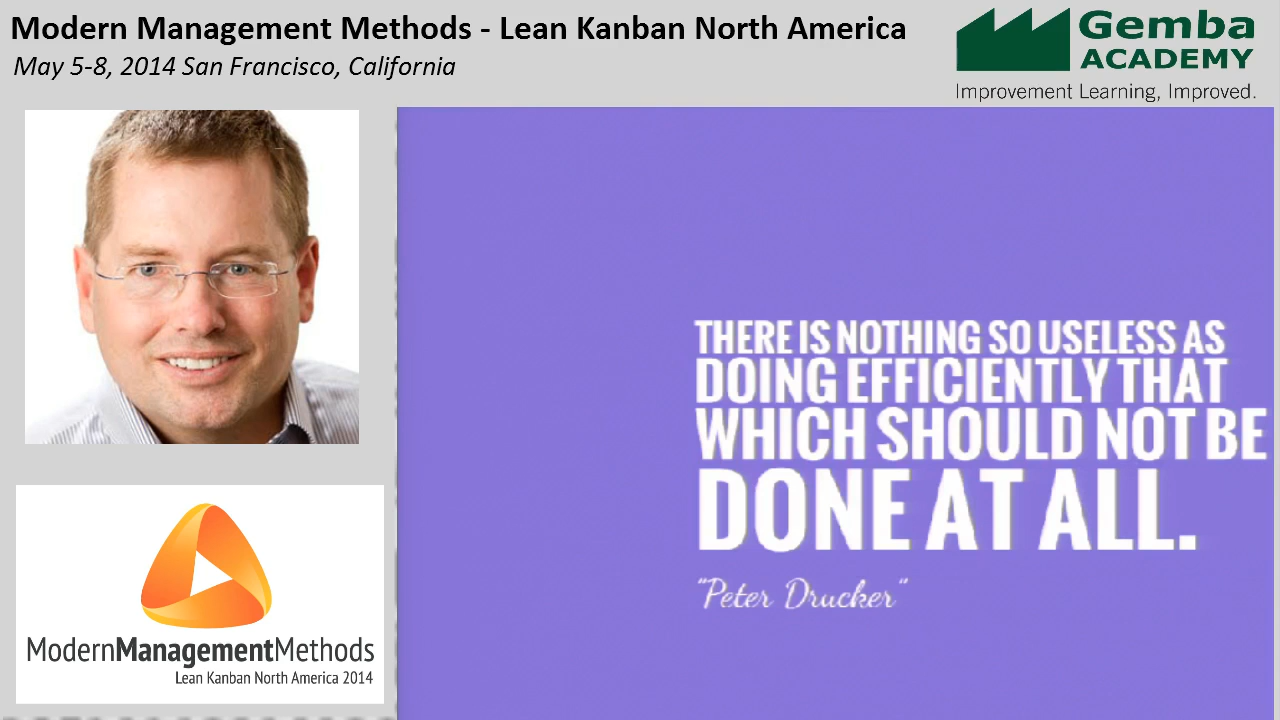 Modern Management Methods - Lean Kanban North America
May 5-8, 2014 San Francisco, California
Gemba
ACADEMY
Improvement Learning, Improved.
THERE IS NOTHING SO USELESS AS
DOING EFFICIENTLY THAT
WHICH SHOULD NOT BE
DONE AT ALL.
“Peter Drucker“
ModernManagementMethods
Lean Kanban North America 2014